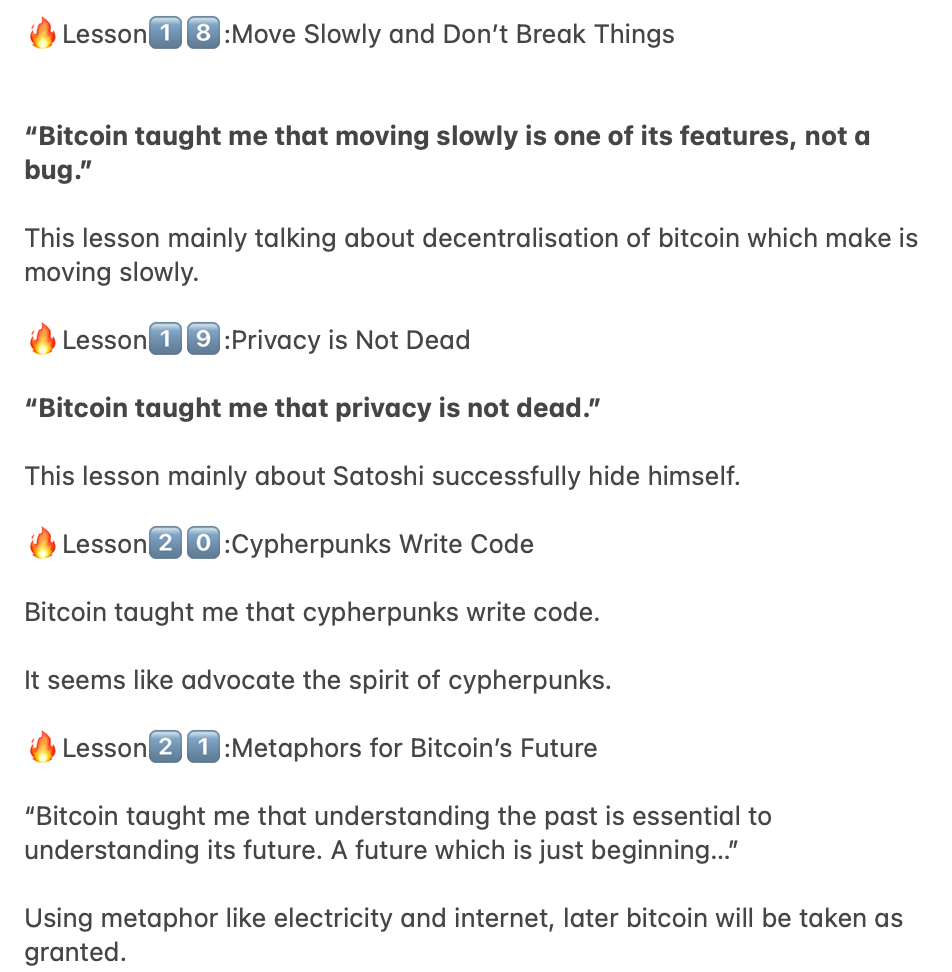 🔥Lesson1️⃣8️⃣:Move Slowly and Don’t Break Things
“Bitcoin taught me that moving slowly is one of its features, not a
bug.”
This lesson mainly talking about decentralisation of bitcoin which make is
moving slowly.
🔥Lesson1️⃣9️⃣:Privacy is Not Dead
“Bitcoin taught me that privacy is not dead.”
This lesson mainly about Satoshi successfully hide himself.
🔥Lesson2️⃣0️⃣:Cypherpunks Write Code
Bitcoin taught me that cypherpunks write code.
It seems like advocate the spirit of cypherpunks.
🔥Lesson2️⃣1️⃣:Metaphors for Bitcoin’s Future
“Bitcoin taught me that understanding the past is essential to
understanding its future. A future which is just beginning…”
Using metaphor like electricity and internet, later bitcoin will be taken as
granted.